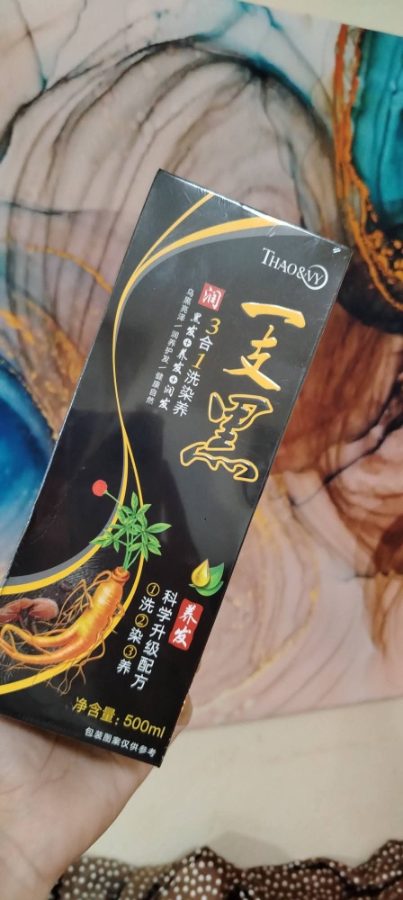 THAO&VY
一支黑
润
3合1洗染养
黑发+养发+润发
乌黑亮泽/润养护发/健康自然
养发
科学升级配方
①洗②染③养
净含量：500ml
包装图案仅供参考